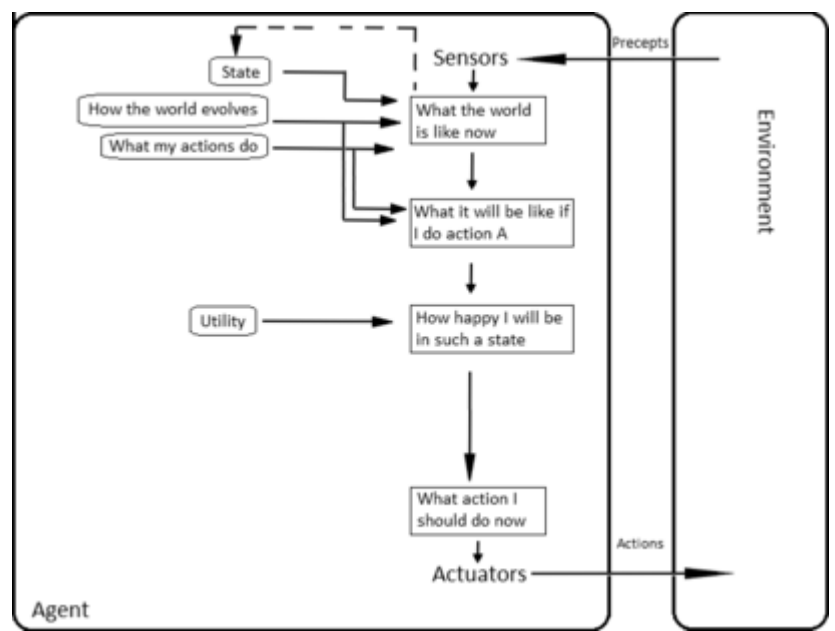 Precepts
Sensors
State
How the world evolves
What the world
is like now
What my actions do
Environment
What it will be like if
I do action A
Utility
How happy I will be
in such a state
What action I
should do now
Actions
Actuators
Agent